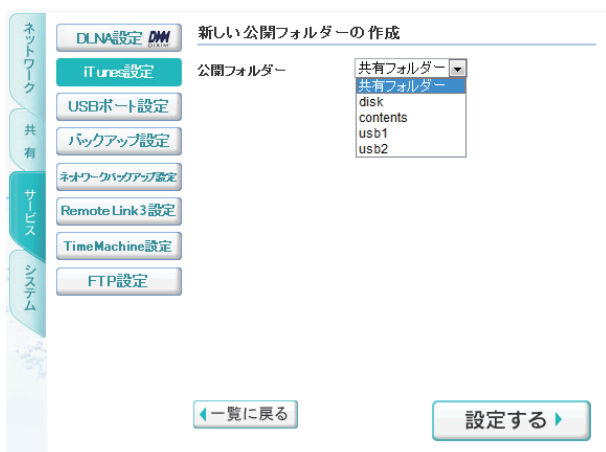 ネットワーク
共有
サービス
システム
DLNA設定 DiXiM
iTunes設定
USBポート設定
バックアップ設定
ネットワークバックアップ設定
Remote Link3設定
TimeMachine設定
FTP設定
新しい公開フォルダーの作成
公開フォルダー
共有フォルダー
共有フォルダー
disk
contents
usb1
usb2
一覧に戻る
設定する